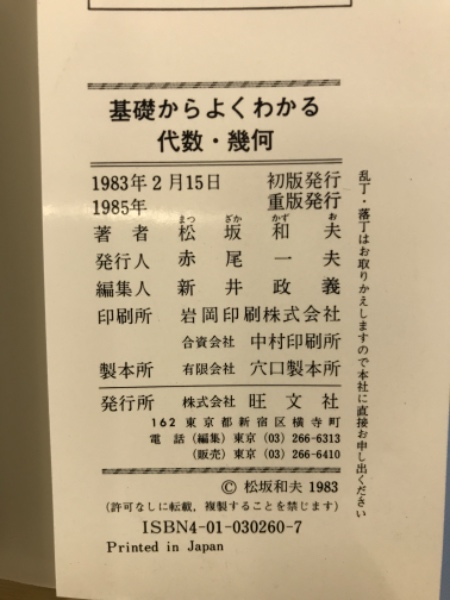 基礎からよくわかる
代数・幾何
1983年2月15日 初版発行
1985年 重版発行
まつ ざか かず お
著者 松坂和夫
発行人 赤尾一夫
編集人 新井政義
印刷所 岩岡印刷株式会社
合資会社 中村印刷所
製本所 有限会社 穴口製本所
発行所 株式会社 旺文社
162 東京都新宿区横寺町
電話 (編集) 東京 (03) 266-6313
(販売) 東京 (03) 266-6410
© 松坂和夫 1983
(許可なしに転載, 複製することを禁じます)
ISBN4-01-030260-7
Printed in Japan
乱丁・落丁はお取りかえしますので本社に直接お申し出ください